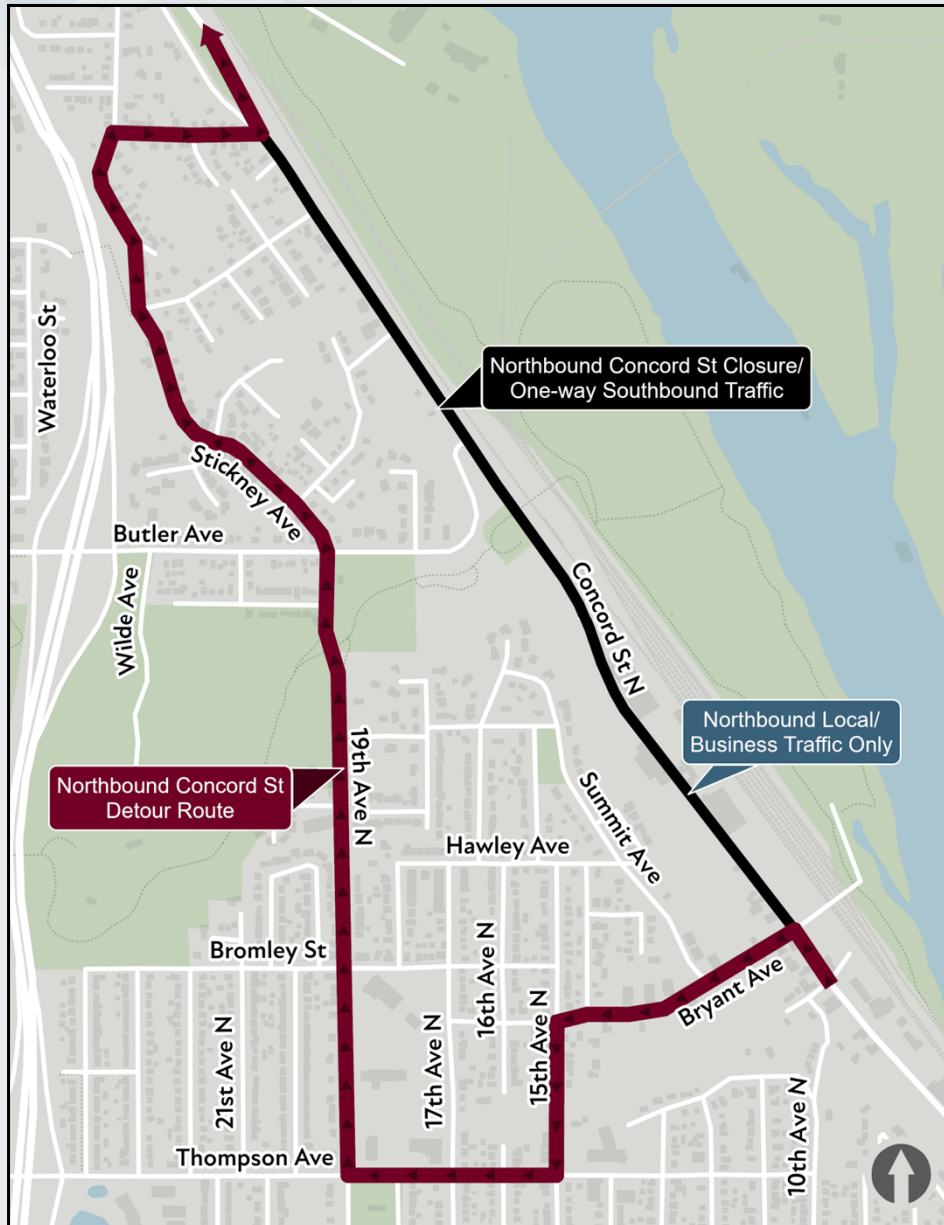 Northbound Concord St Closure/
One-way Southbound Traffic
Waterloo St
Stickney Ave
Butler Ave
Wilde Ave
Concord St N
Northbound Local/
Business Traffic Only
19th Ave N
Northbound Concord St
Detour Route
Summit Ave
Hawley Ave
Bromley St
16th Ave N
Bryant Ave
15th Ave N
17th Ave N
21st Ave N
10th Ave N
Thompson Ave